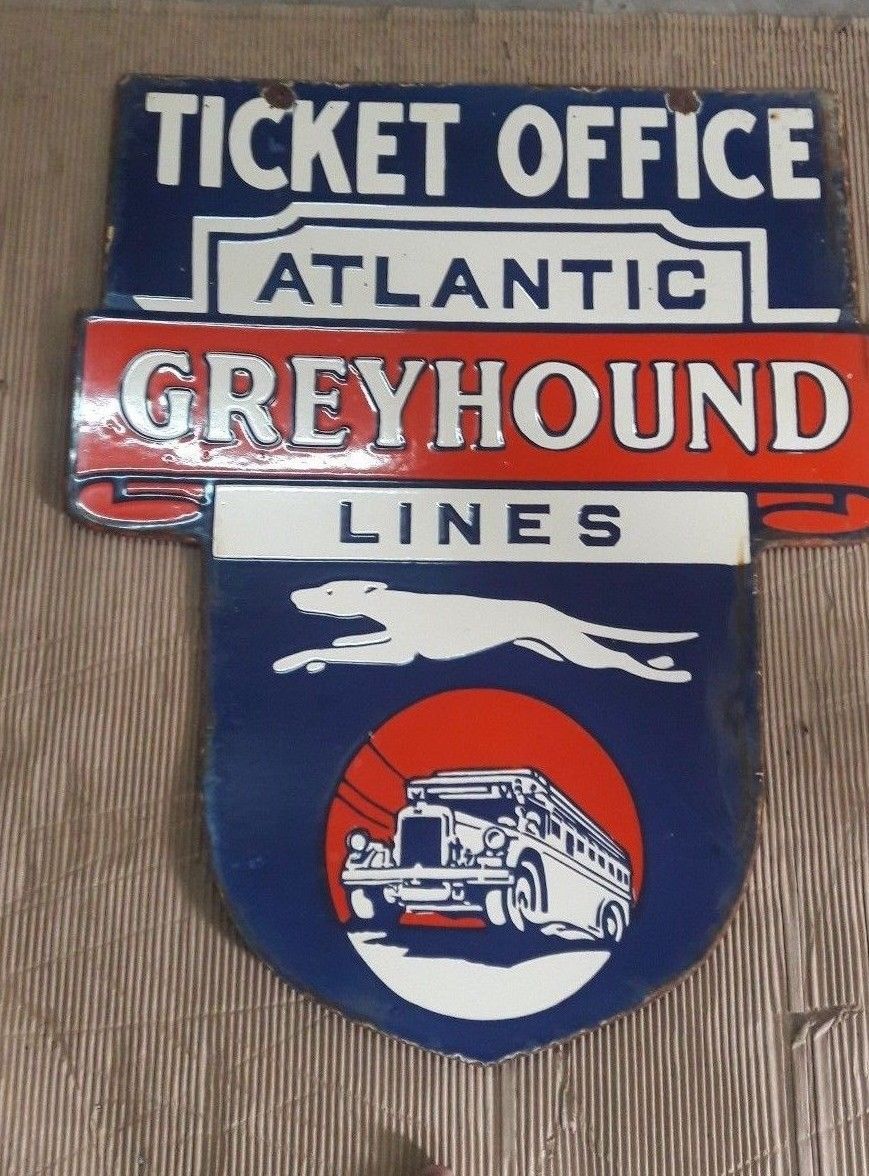 TICKET OFFICE
ATLANTIC
GREYHOUND
LINES